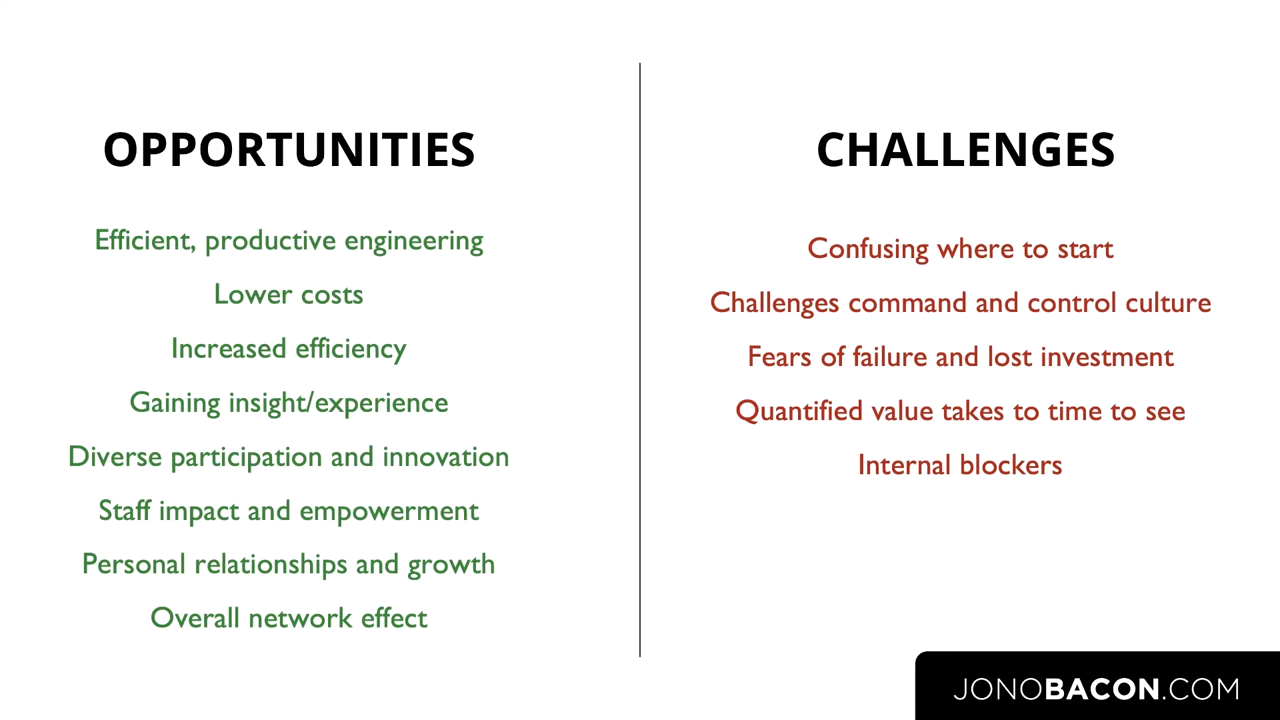 OPPORTUNITIES
Efficient, productive engineering
Lower costs
Increased efficiency
Gaining insight/experience
Diverse participation and innovation
Staff impact and empowerment
Personal relationships and growth
Overall network effect
CHALLENGES
Confusing where to start
Challenges command and control culture
Fears of failure and lost investment
Quantified value takes to time to see
Internal blockers
JONOBACON.COM